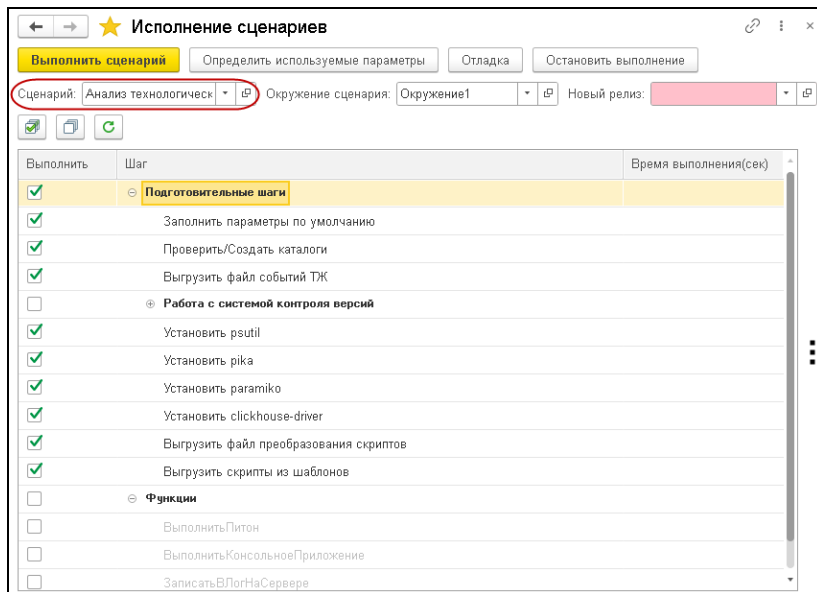 Исполнение сценариев
Выполнить сценарий Определить используемые параметры Отладка Остановить выполнение
Сценарий: Анализ технологическ Окружение сценария: Окружение1 Новый релиз:
Выполнить Шаг Время выполнения(сек)
Подготовительные шаги
Заполнить параметры по умолчанию
Проверить/Создать каталоги
Выгрузить файл событий ТЖ
Работа с системой контроля версий
Установить psutil
Установить pika
Установить paramiko
Установить clickhouse-driver
Выгрузить файл преобразования скриптов
Выгрузить скрипты из шаблонов
Функции
ВыполнитьПитон
ВыполнитьКонсольноеПриложение
ЗаписатьВЛогНаСервере